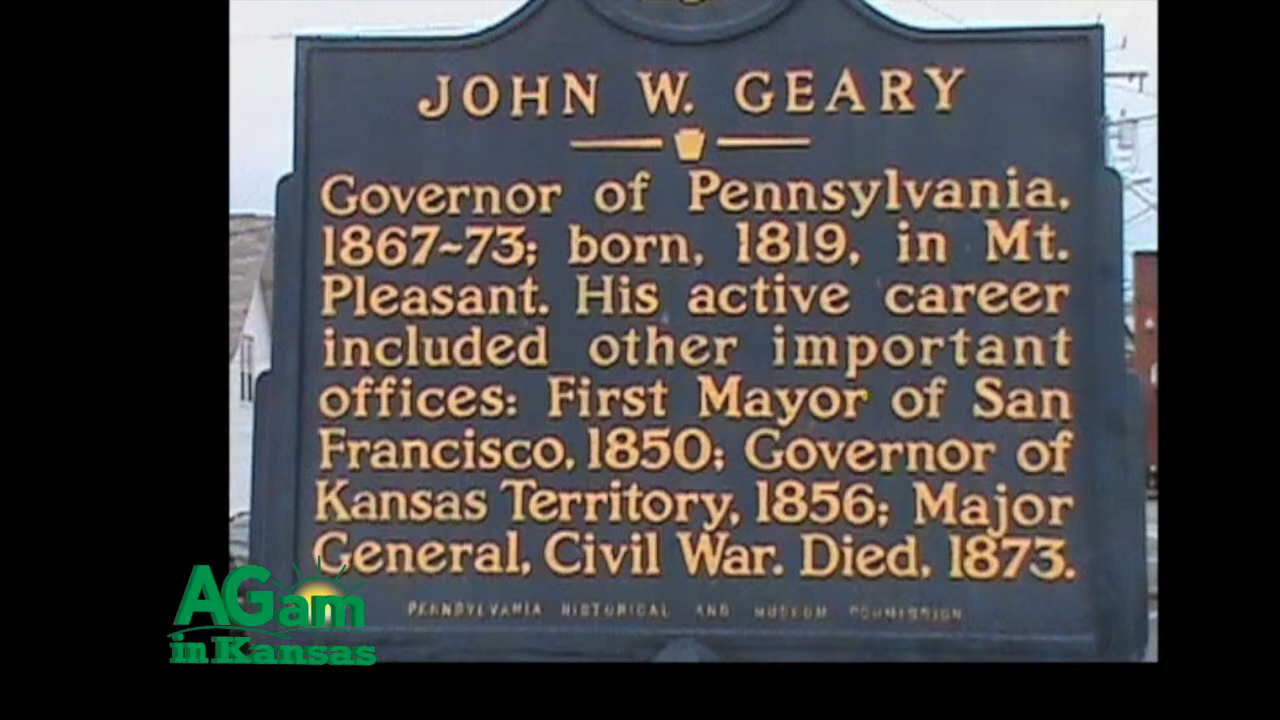 JOHN W. GEARY
Governor of Pennsylvania,
1867-73; born, 1819, in Mt.
Pleasant. His active career
included other important
offices: First Mayor of San
Francisco, 1850; Governor of
Kansas Territory, 1856; Major
General, Civil War. Died, 1873.
PENNSYLVANIA HISTORICAL AND MUSEUM COMMISSION
AGam
in Kansas